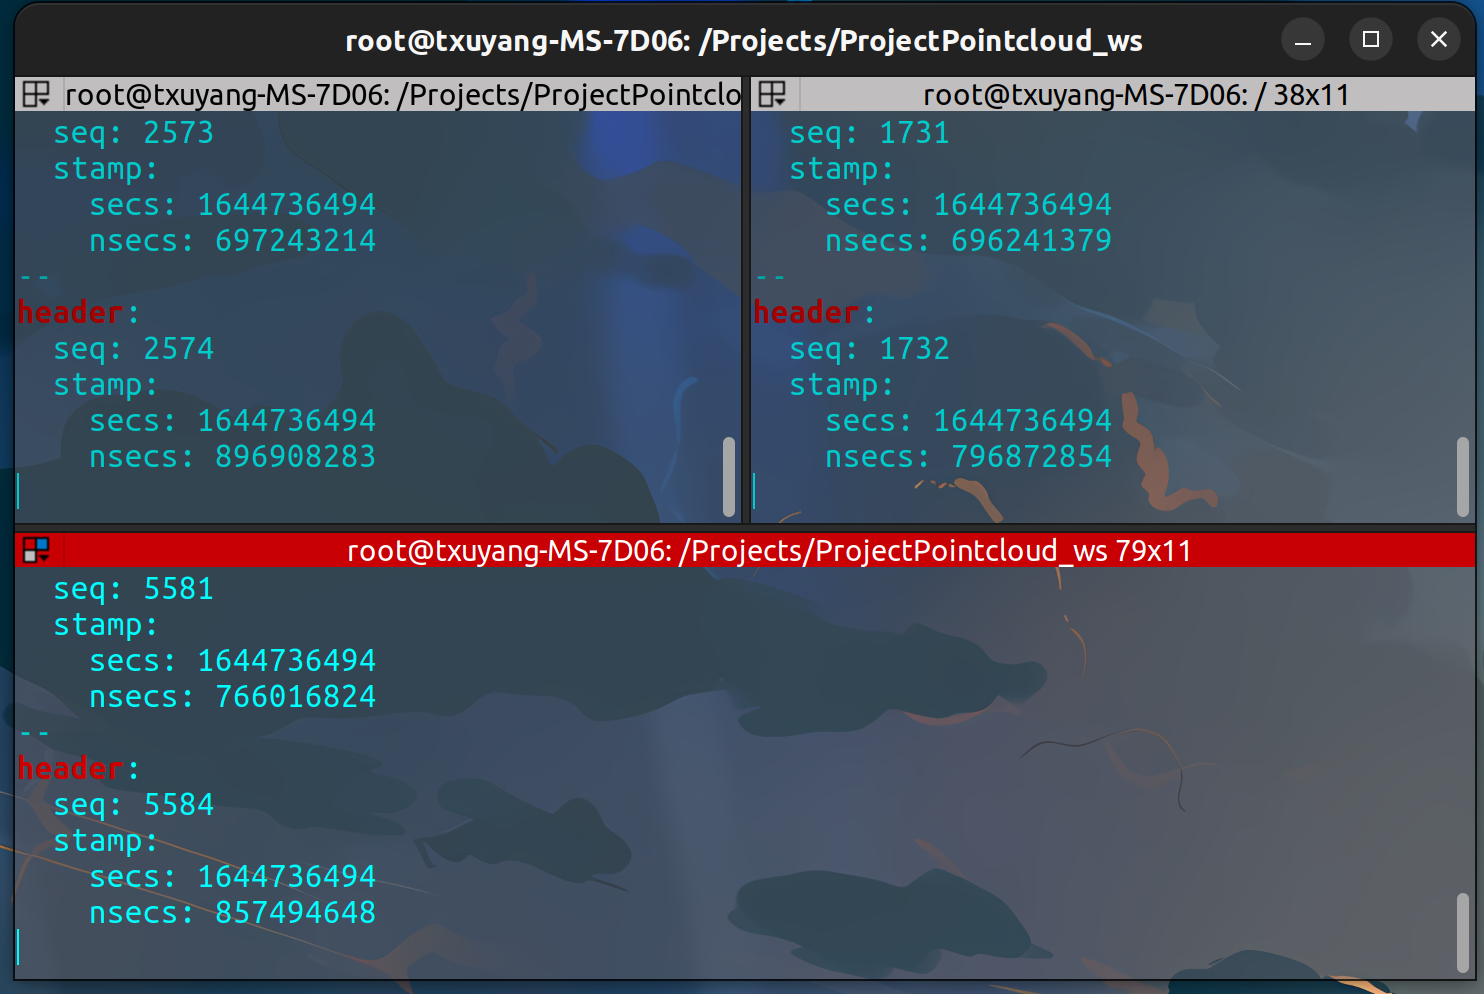 root@txuyang-MS-7D06: /Projects/ProjectPointcloud_ws
root@txuyang-MS-7D06: /Projects/ProjectPointclo
seq: 2573
stamp:
secs: 1644736494
nsecs: 697243214
--
header:
seq: 2574
stamp:
secs: 1644736494
nsecs: 896908283
root@txuyang-MS-7D06: / 38x11
seq: 1731
stamp:
secs: 1644736494
nsecs: 696241379
--
header:
seq: 1732
stamp:
secs: 1644736494
nsecs: 796872854
root@txuyang-MS-7D06: /Projects/ProjectPointcloud_ws 79x11
seq: 5581
stamp:
secs: 1644736494
nsecs: 766016824
--
header:
seq: 5584
stamp:
secs: 1644736494
nsecs: 857494648